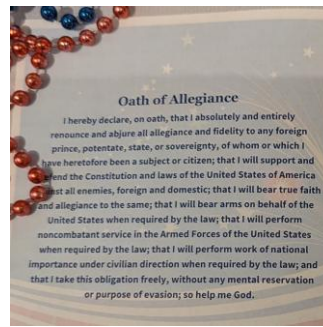 Oath of Allegiance
I hereby declare, on oath, that I absolutely and entirely
renounce and abjure all allegiance and fidelity to any foreign
prince, potentate, state, or sovereignty, of whom or which I
have heretofore been a subject or citizen; that I will support and
the Constitution and laws of the United States of America
all enemies, foreign and domestic; that I will bear true faith
and allegiance to the same; that I will bear arms on behalf of the
United States when required by the law; that I will perform
noncombatant service in the Armed Forces of the United States
when required by the law; that I will perform work of national
importance under civilian direction when required by the law; and
that I take this obligation freely, without any mental reservation
or purpose of evasion; so help me God.